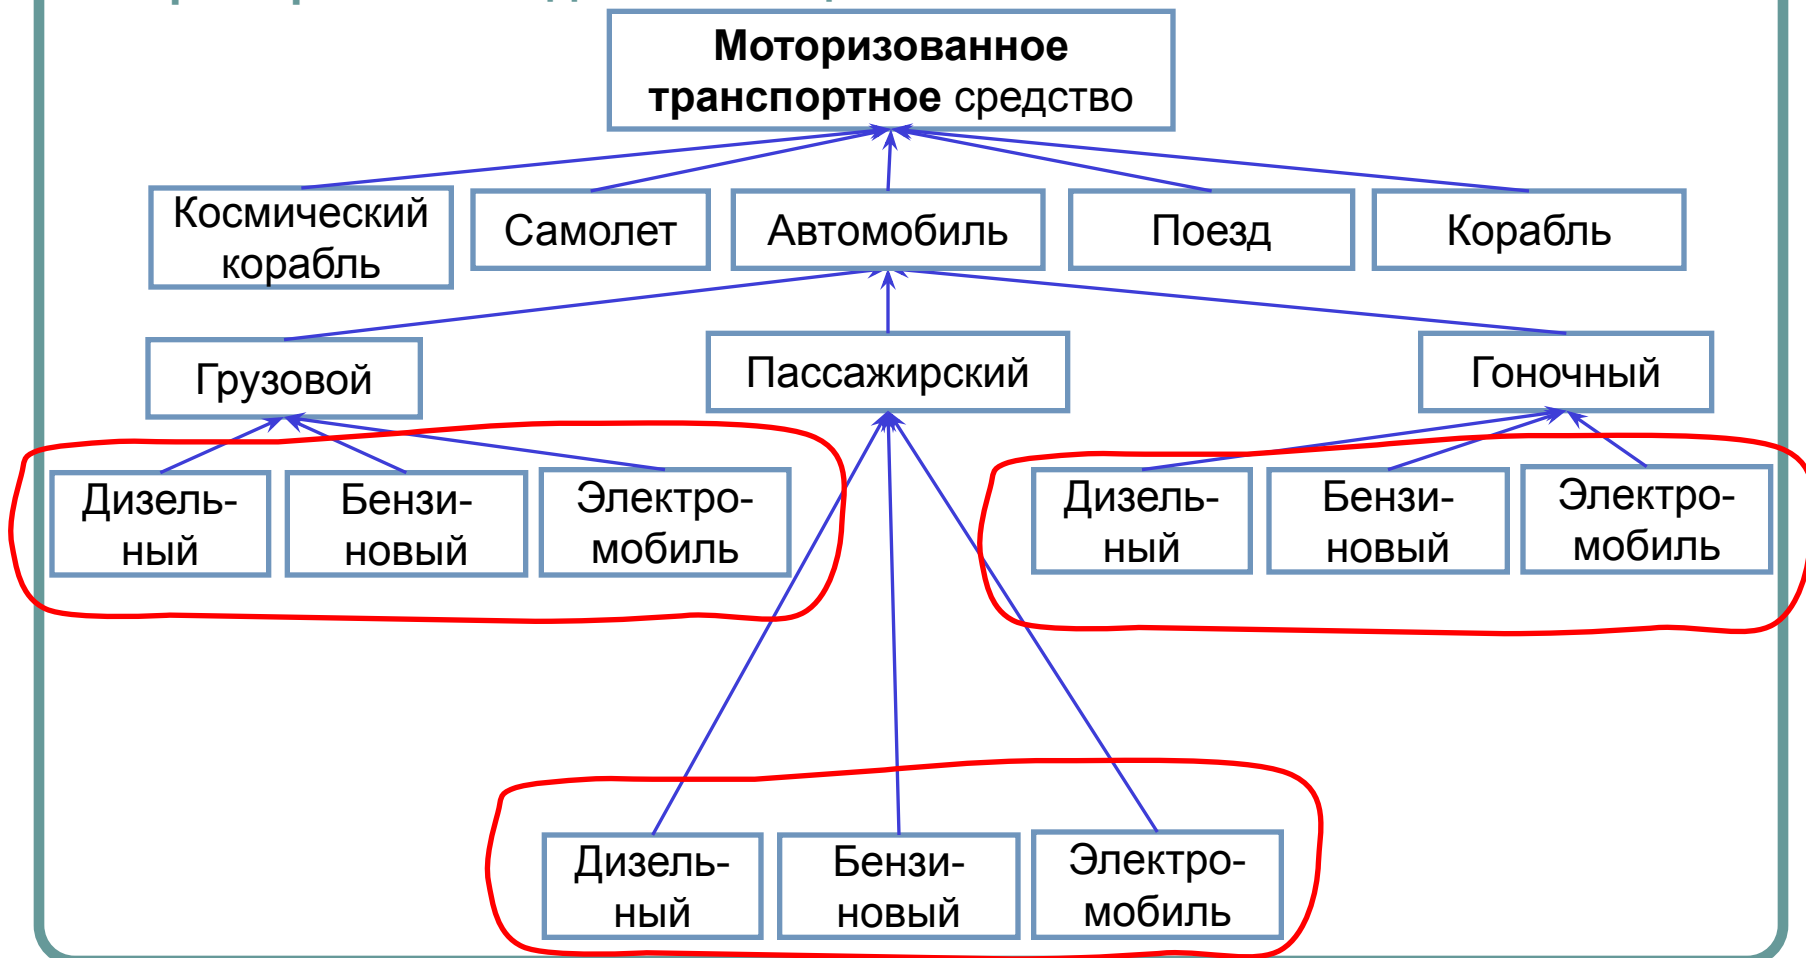 Моторизованное
транспортное средство
Космический
корабль
Самолет
Автомобиль
Поезд
Корабль
Грузовой
Пассажирский
Гоночный
Дизель-
ный
Бензи-
новый
Электро-
мобиль
Дизель-
ный
Бензи-
новый
Электро-
мобиль
Дизель-
ный
Бензи-
новый
Электро-
мобиль